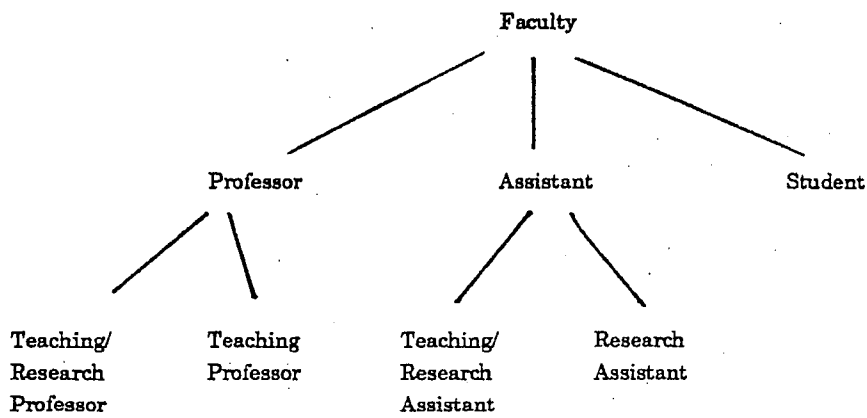 Faculty
Professor
Assistant
Student
Teaching/
Research
Professor
Teaching
Professor
Teaching/
Research
Assistant
Research
Assistant